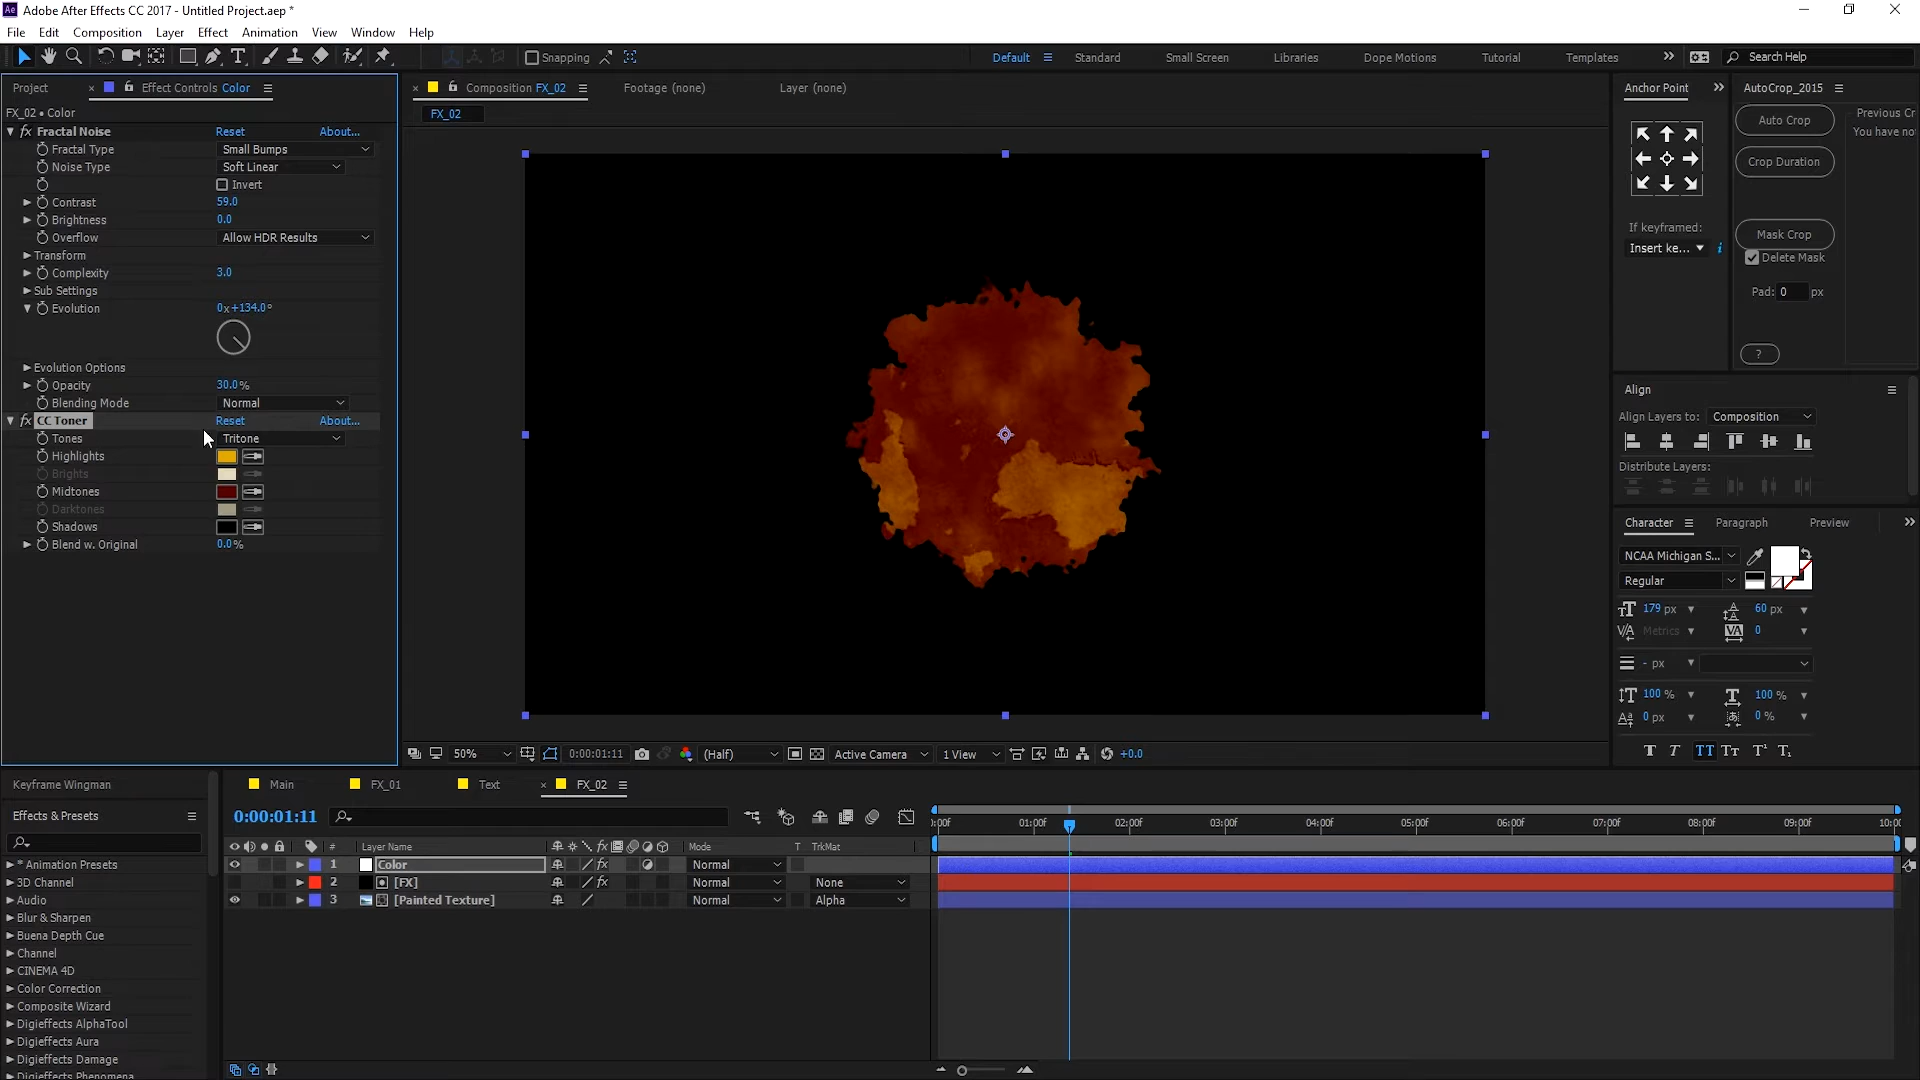 Ae Adobe After Effects CC 2017 - Untitled Project.aep *
File Edit Composition Layer Effect Animation View Window Help
Snapping Default Standard Small Screen Libraries Dope Motions Tutorial Templates Search Help
Project Effect Controls Color
FX_02 • Color
fx Fractal Noise Reset About...
Fractal Type Small Bumps
Noise Type Soft Linear
Invert
Contrast 59.0
Brightness 0.0
Overflow Allow HDR Results
Transform
Complexity 3.0
Sub Settings
Evolution 0x+134.0°
Evolution Options
Opacity 30.0%
Blending Mode Normal
fx CC Toner Reset About...
Tones Tritone
Highlights
Brights
Midtones
Darktones
Shadows
Blend w. Original 0.0%
Composition FX_02 Footage (none) Layer (none)
FX_02
50% 0:00:01:11 (Half) Active Camera 1 View +0.0
Anchor Point
If keyframed:
Insert ke...
AutoCrop_2015
Auto Crop
Crop Duration
Mask Crop
Delete Mask
Pad: 0 px
?
Previous Cr
You have no
Align
Align Layers to: Composition
Distribute Layers:
Character Paragraph Preview
NCAA Michigan S...
Regular
179 px 60 px
Metrics 0
- px
100 % 100 %
0 px 0 %
Keyframe Wingman
Effects & Presets
* Animation Presets
3D Channel
Audio
Blur & Sharpen
Buena Depth Cue
Channel
CINEMA 4D
Color Correction
Composite Wizard
Digieffects AlphaTool
Digieffects Aura
Digieffects Damage
Digieffects Phenomena
Main FX_01 Text FX_02
0:00:01:11
# Layer Name Mode T TrkMat
1 Color Normal
2 [FX] Normal None
3 [Painted Texture] Normal Alpha
):00f 01:00f 02:00f 03:00f 04:00f 05:00f 06:00f 07:00f 08:00f 09:00f 10:0(